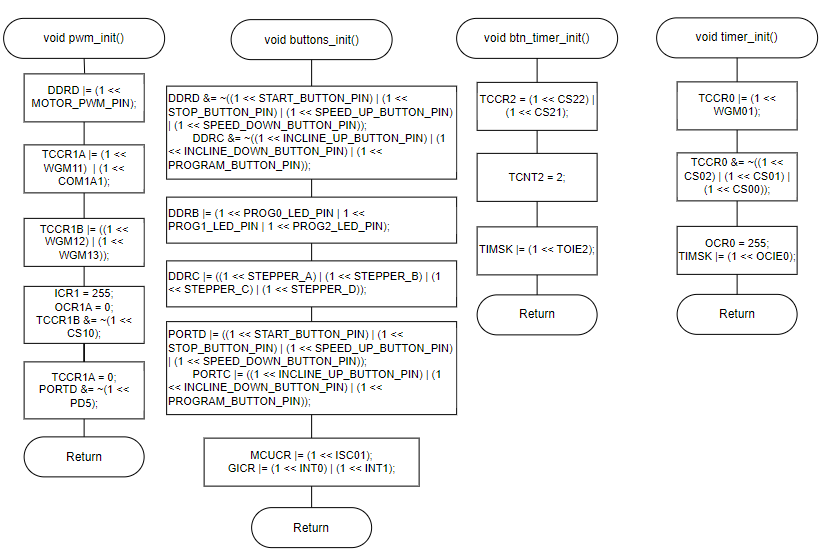 void pwm_init()
DDRD |= (1 <<
MOTOR_PWM_PIN);
TCCR1A |= (1 <<
WGM11) | (1 <<
COM1A1);
TCCR1B |= ((1 <<
WGM12) | (1 <<
WGM13));
ICR1 = 255;
OCR1A = 0;
TCCR1B &= ~(1 <<
CS10);
TCCR1A = 0;
PORTD &= ~(1 <<
PD5);
Return
void buttons_init()
DDRD &= ~((1 << START_BUTTON_PIN) | (1 <<
STOP_BUTTON_PIN) | (1 << SPEED_UP_BUTTON_PIN)
| (1 << SPEED_DOWN_BUTTON_PIN));
DDRC &= ~((1 << INCLINE_UP_BUTTON_PIN) | (1
<< INCLINE_DOWN_BUTTON_PIN) | (1 <<
PROGRAM_BUTTON_PIN));
DDRB |= (1 << PROG0_LED_PIN | 1 <<
PROG1_LED_PIN | 1 << PROG2_LED_PIN);
DDRC |= ((1 << STEPPER_A) | (1 << STEPPER_B) | (1
<< STEPPER_C) | (1 << STEPPER_D));
PORTD |= ((1 << START_BUTTON_PIN) | (1 <<
STOP_BUTTON_PIN) | (1 << SPEED_UP_BUTTON_PIN)
| (1 << SPEED_DOWN_BUTTON_PIN));
PORTC |= ((1 << INCLINE_UP_BUTTON_PIN) | (1
<< INCLINE_DOWN_BUTTON_PIN) | (1 <<
PROGRAM_BUTTON_PIN));
MCUCR |= (1 << ISC01);
GICR |= (1 << INT0) | (1 << INT1);
Return
void btn_timer_init()
TCCR2 = (1 << CS22) |
(1 << CS21);
TCNT2 = 2;
TIMSK |= (1 << TOIE2);
Return
void timer_init()
TCCR0 |= (1 <<
WGM01);
TCCR0 &= ~((1 <<
CS02) | (1 << CS01) |
(1 << CS00));
OCR0 = 255;
TIMSK |= (1 << OCIE0);
Return